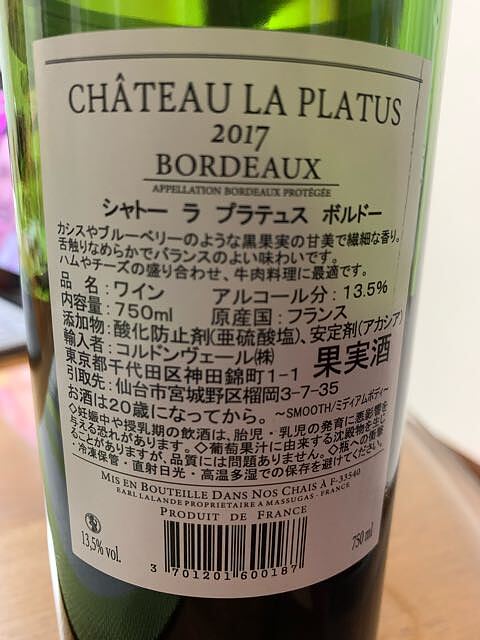 CHÂTEAU LA PLATUS
2017
BORDEAUX
APPELLATION BORDEAUX PROTÉGÉE
シャトー ラ プラテュス ボルドー
カシスやブルーベリーのような黒果実の甘美で繊細な香り。
舌触りなめらかでバランスのよい味わいです。
ハムやチーズの盛り合わせ、牛肉料理に最適です。
品 名:ワイン アルコール分:13.5%
内容量:750ml 原産国:フランス
添加物:酸化防止剤(亜硫酸塩)、安定剤(アカシア)
輸入者:コルドンヴェール㈱
東京都千代田区神田錦町1-1 果実酒
引取先:仙台市宮城野区榴岡3-7-35
お酒は20歳になってから。 ~SMOOTH/ミディアムボディ~
◇妊娠中や授乳期の飲酒は、胎児・乳児の発育に悪影響を
与える恐れがあります。◇葡萄果汁に由来する沈殿物を生じ
ることがありますが、品質には問題ありません。◇瓶への衝撃
・冷凍保管・直射日光・高温多湿での保存を避けてください。
MIS EN BOUTEILLE DANS NOS CHAIS À F-33540
EARL LALANDE PROPRIETAIRE A MASSUGAS - FRANCE
PRODUIT DE FRANCE
13,5% vol.
750 ml
3 701201 600187